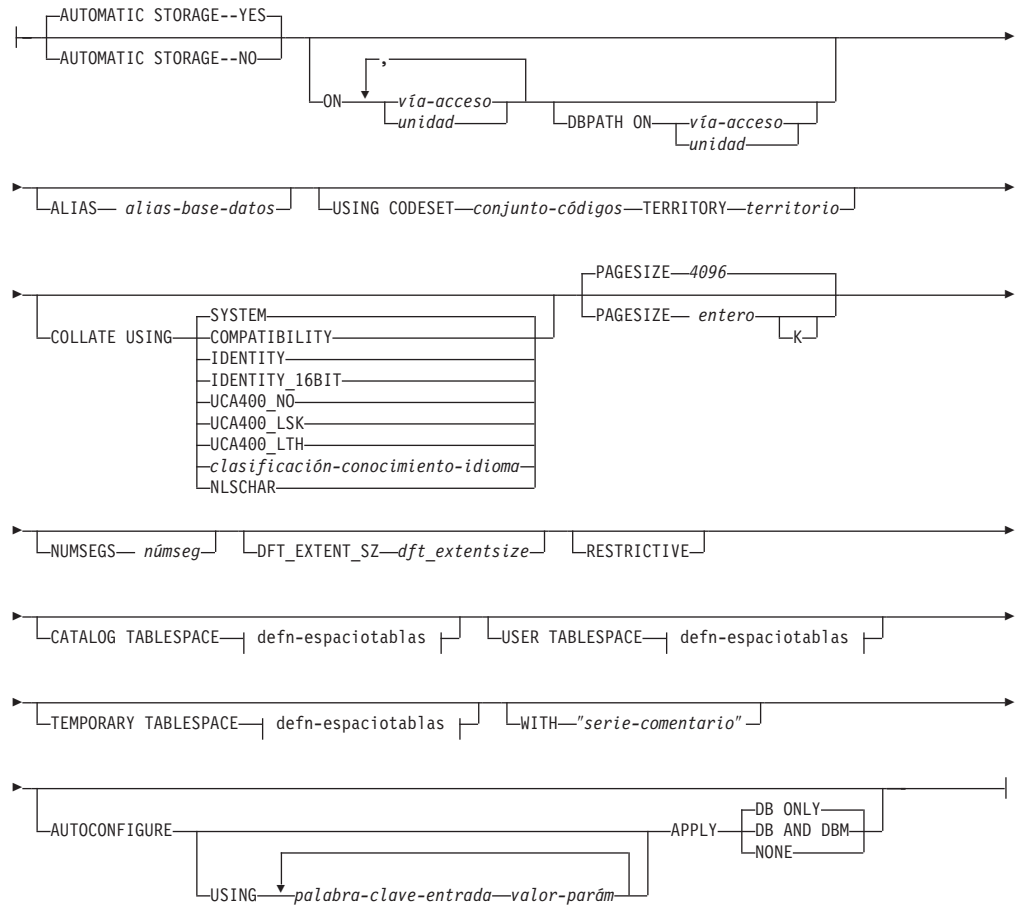 AUTOMATIC STORAGE--YES
AUTOMATIC STORAGE--NO
,
ON vía-acceso
unidad
DBPATH ON vía-acceso
unidad
ALIAS alias-base-datos USING CODESET conjunto-códigos TERRITORY territorio
COLLATE USING
SYSTEM
COMPATIBILITY
IDENTITY
IDENTITY_16BIT
UCA400_NO
UCA400_LSK
UCA400_LTH
clasificación-conocimiento-idioma
NLSCHAR
PAGESIZE 4096
PAGESIZE entero
K
NUMSEGS númseg DFT_EXTENT_SZ dft_extentsize RESTRICTIVE
CATALOG TABLESPACE defn-espaciotablas USER TABLESPACE defn-espaciotablas
TEMPORARY TABLESPACE defn-espaciotablas WITH "serie-comentario"
AUTOCONFIGURE
USING palabra-clave-entrada valor-parám
APPLY
DB ONLY
DB AND DBM
NONE